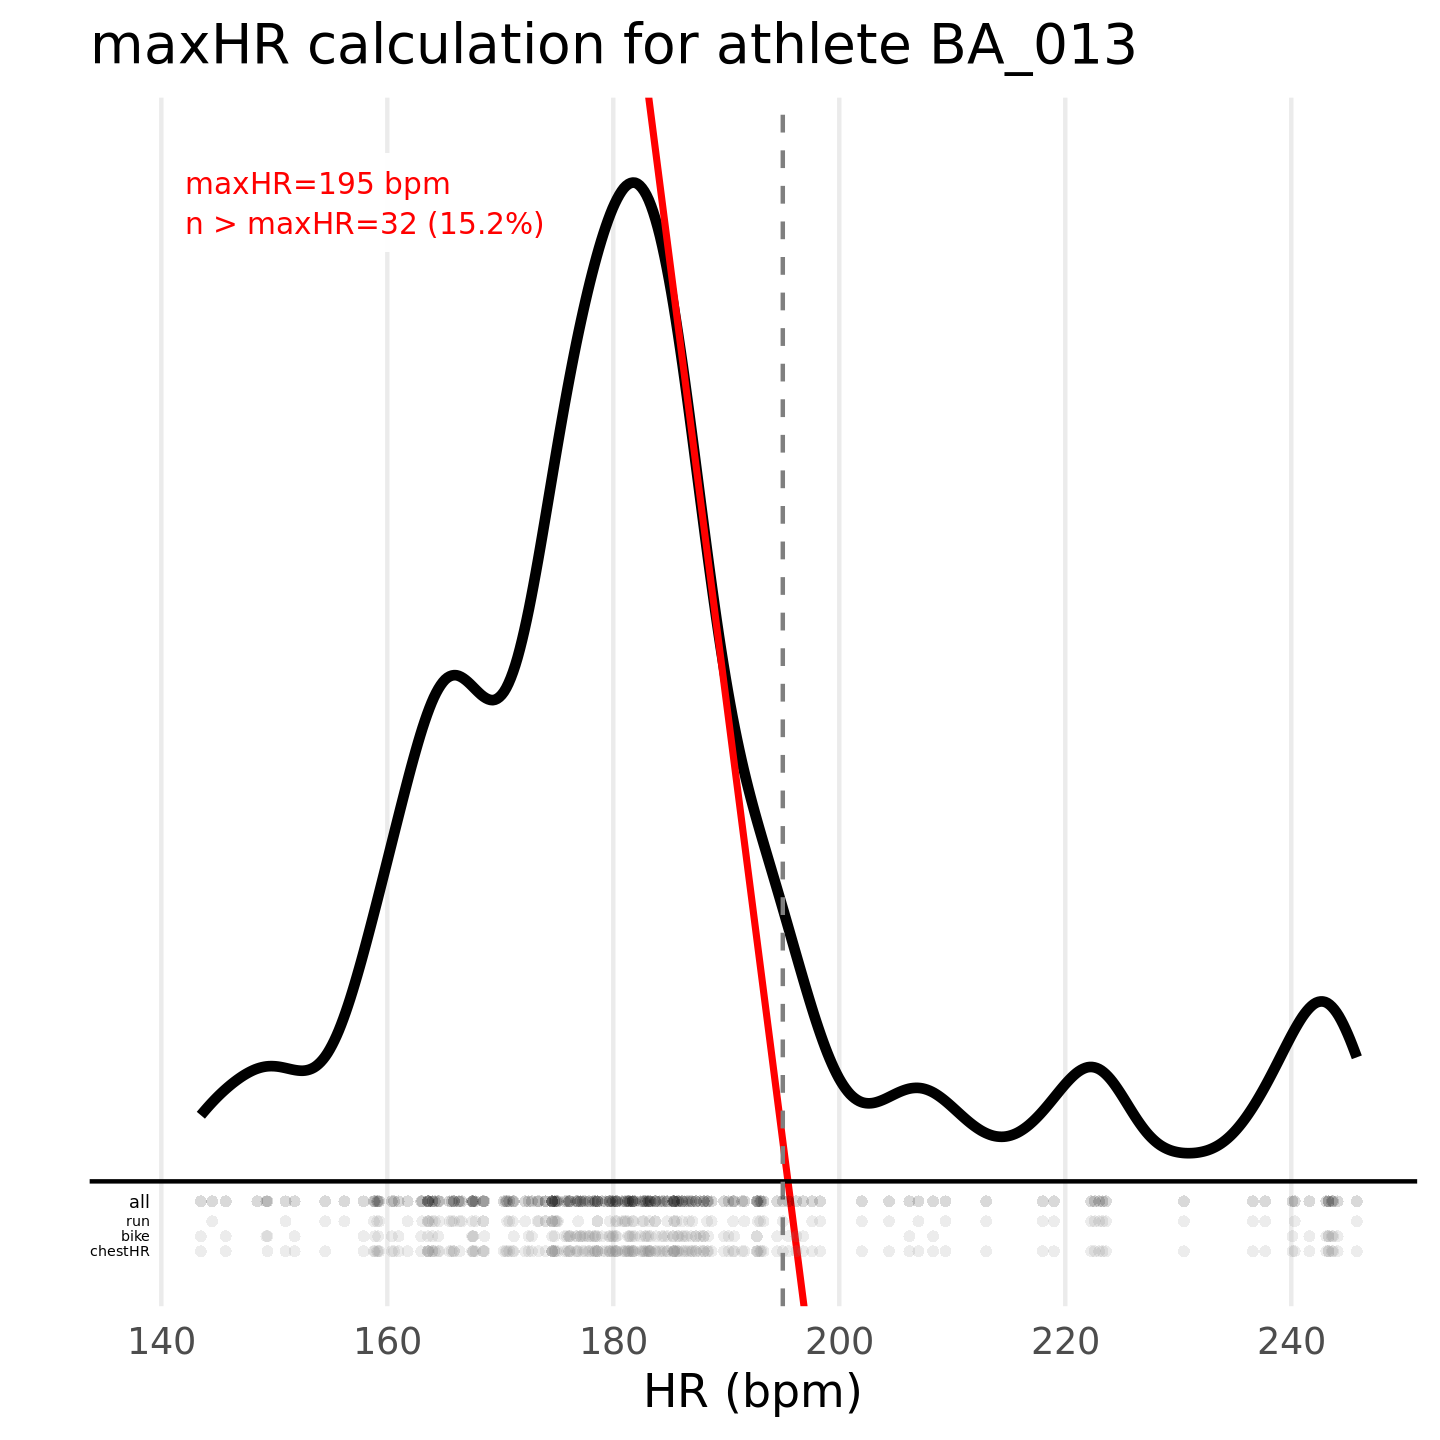 maxHR calculation for athlete BA_013
maxHR=195 bpm
n > maxHR=32 (15.2%)
all
run
bike
chestHR
140 160 180 200 220 240
HR (bpm)